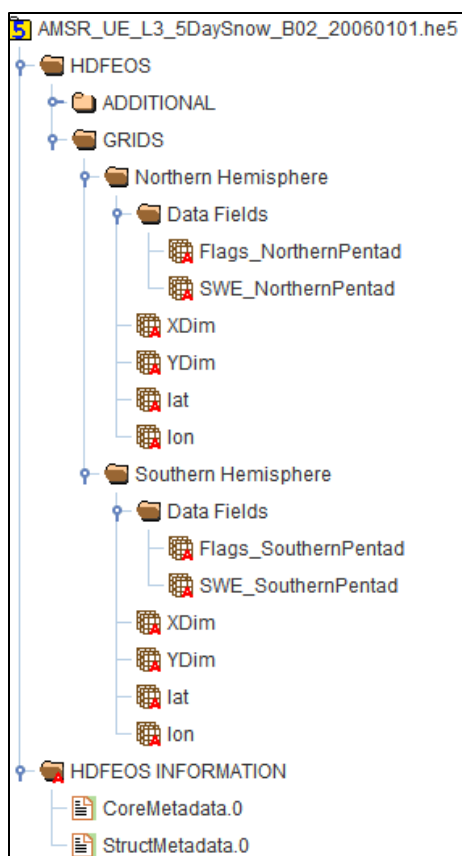 5 AMSR_UE_L3_5DaySnow_B02_20060101.he5
HDFEOS
ADDITIONAL
GRIDS
Northern Hemisphere
Data Fields
Flags_NorthernPentad
SWE_NorthernPentad
XDim
YDim
lat
lon
Southern Hemisphere
Data Fields
Flags_SouthernPentad
SWE_SouthernPentad
XDim
YDim
lat
lon
HDFEOS INFORMATION
CoreMetadata.0
StructMetadata.0